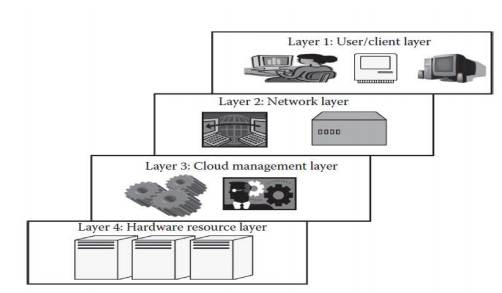 Layer 1: User/client layer
Layer 2: Network layer
Layer 3: Cloud management layer
Layer 4: Hardware resource layer